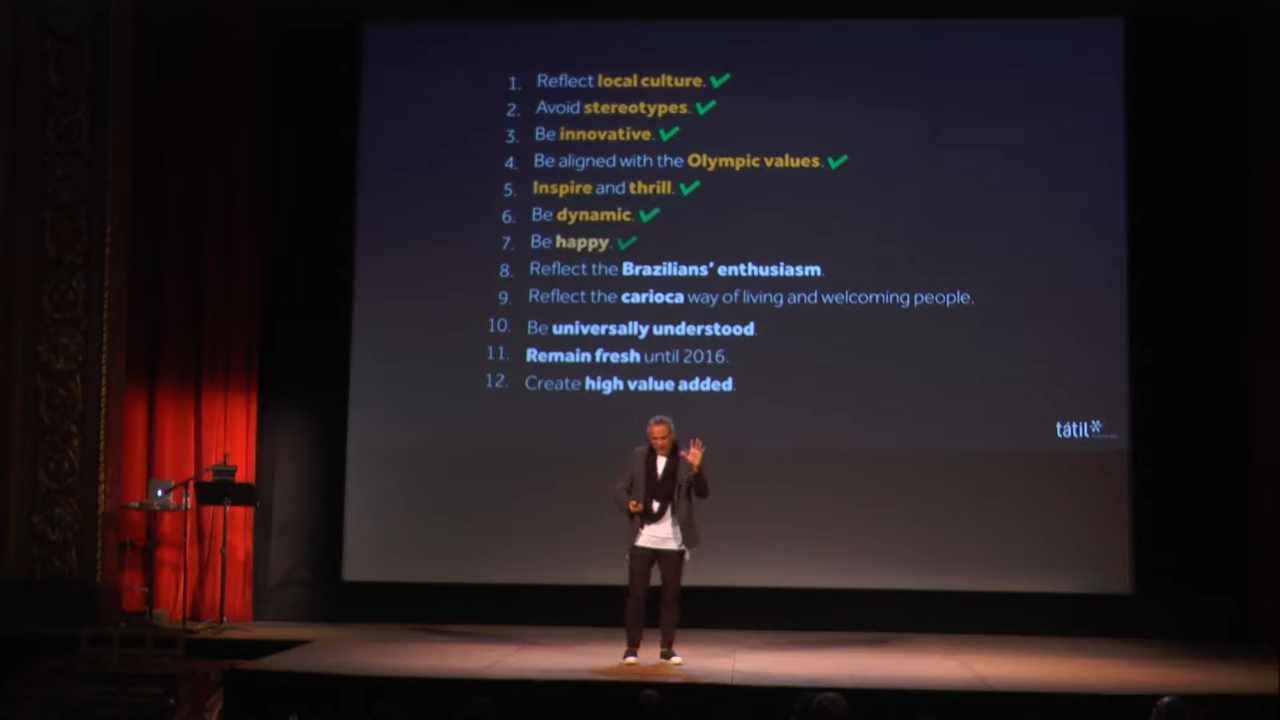 1. Reflect local culture. ✔
2. Avoid stereotypes. ✔
3. Be innovative. ✔
4. Be aligned with the Olympic values. ✔
5. Inspire and thrill. ✔
6. Be dynamic. ✔
7. Be happy. ✔
8. Reflect the Brazilians’ enthusiasm.
9. Reflect the carioca way of living and welcoming people.
10. Be universally understood.
11. Remain fresh until 2016.
12. Create high value added.
tátil